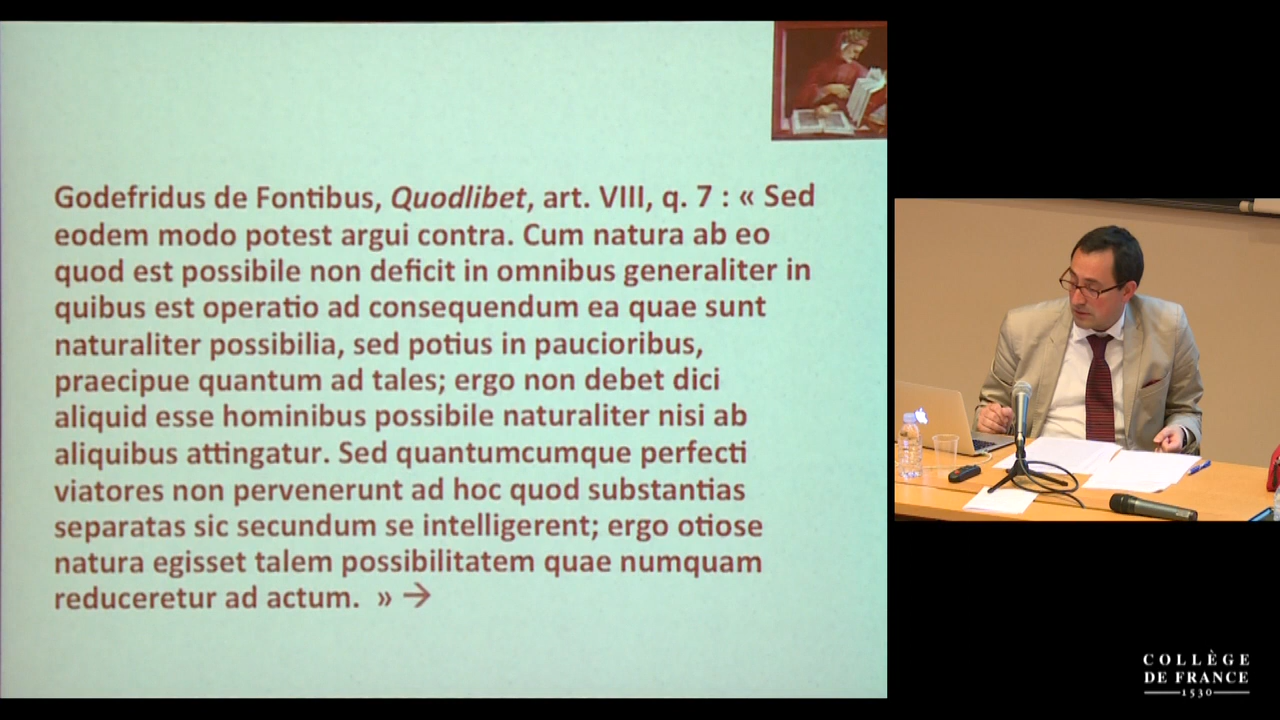 Godefridus de Fontibus, Quodlibet, art. VIII, q. 7 : « Sed
eodem modo potest argui contra. Cum natura ab eo
quod est possibile non deficit in omnibus generaliter in
quibus est operatio ad consequendum ea quae sunt
naturaliter possibilia, sed potius in paucioribus,
praecipue quantum ad tales; ergo non debet dici
aliquid esse hominibus possibile naturaliter nisi ab
aliquibus attingatur. Sed quantumcumque perfecti
viatores non pervenerunt ad hoc quod substantias
separatas sic secundum se intelligerent; ergo otiose
natura egisset talem possibilitatem quae numquam
reduceretur ad actum. » →
COLLÈGE
DE FRANCE
1530